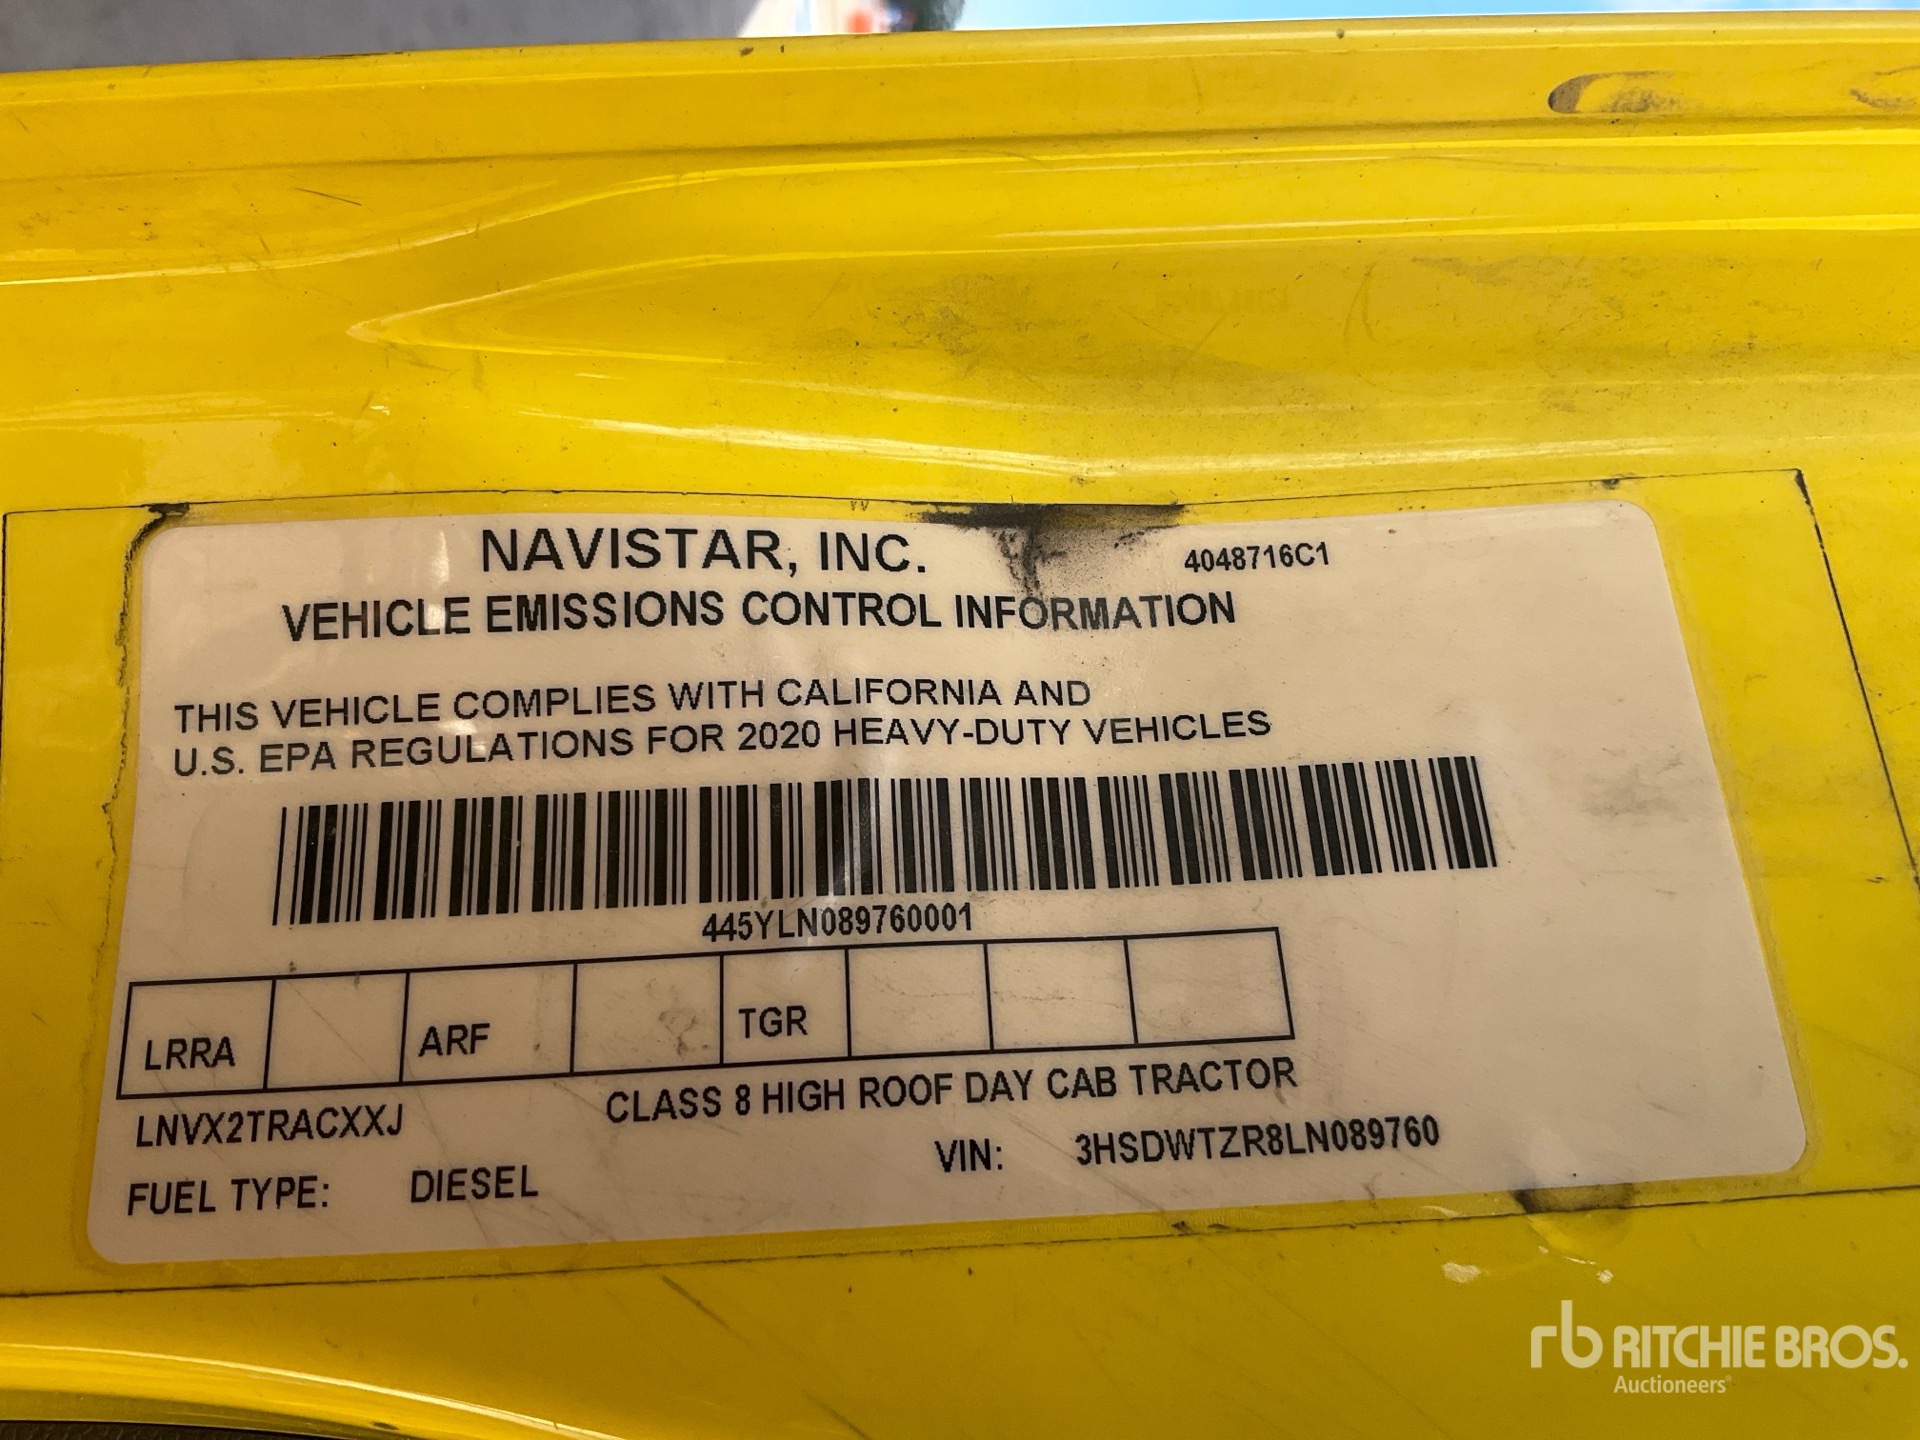 NAVISTAR, INC.
4048716C1
VEHICLE EMISSIONS CONTROL INFORMATION
THIS VEHICLE COMPLIES WITH CALIFORNIA AND
U.S. EPA REGULATIONS FOR 2020 HEAVY-DUTY VEHICLES
445YLN089760001
LRRA ARF TGR
LNVX2TRACXXJ CLASS 8 HIGH ROOF DAY CAB TRACTOR
FUEL TYPE: DIESEL VIN: 3HSDWTZR8LN089760
rb RITCHIE BROS.
Auctioneers